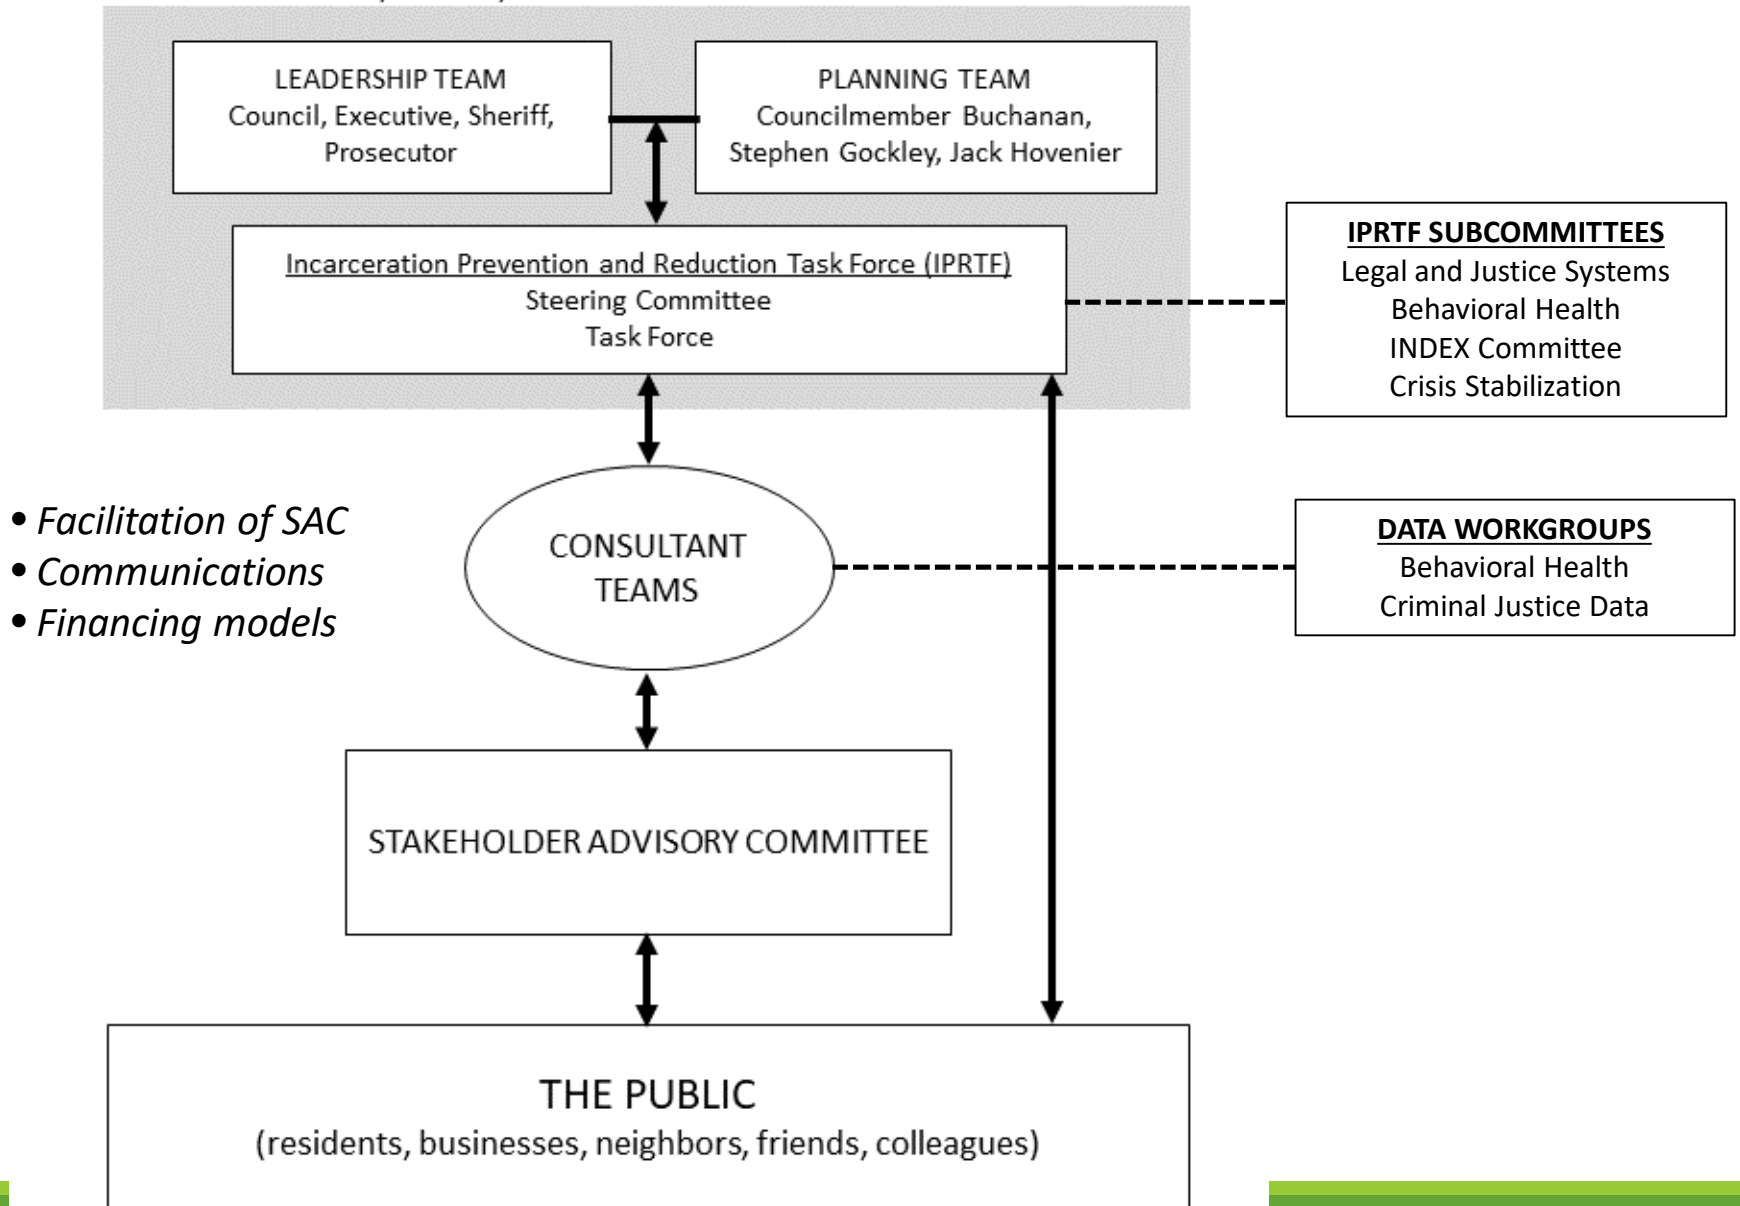 LEADERSHIP TEAM
Council, Executive, Sheriff,
Prosecutor
PLANNING TEAM
Councilmember Buchanan,
Stephen Gockley, Jack Hovenier
Incarceration Prevention and Reduction Task Force (IPRTF)
Steering Committee
Task Force
IPRTF SUBCOMMITTEES
Legal and Justice Systems
Behavioral Health
INDEX Committee
Crisis Stabilization
• Facilitation of SAC
• Communications
• Financing models
CONSULTANT
TEAMS
DATA WORKGROUPS
Behavioral Health
Criminal Justice Data
STAKEHOLDER ADVISORY COMMITTEE
THE PUBLIC
(residents, businesses, neighbors, friends, colleagues)